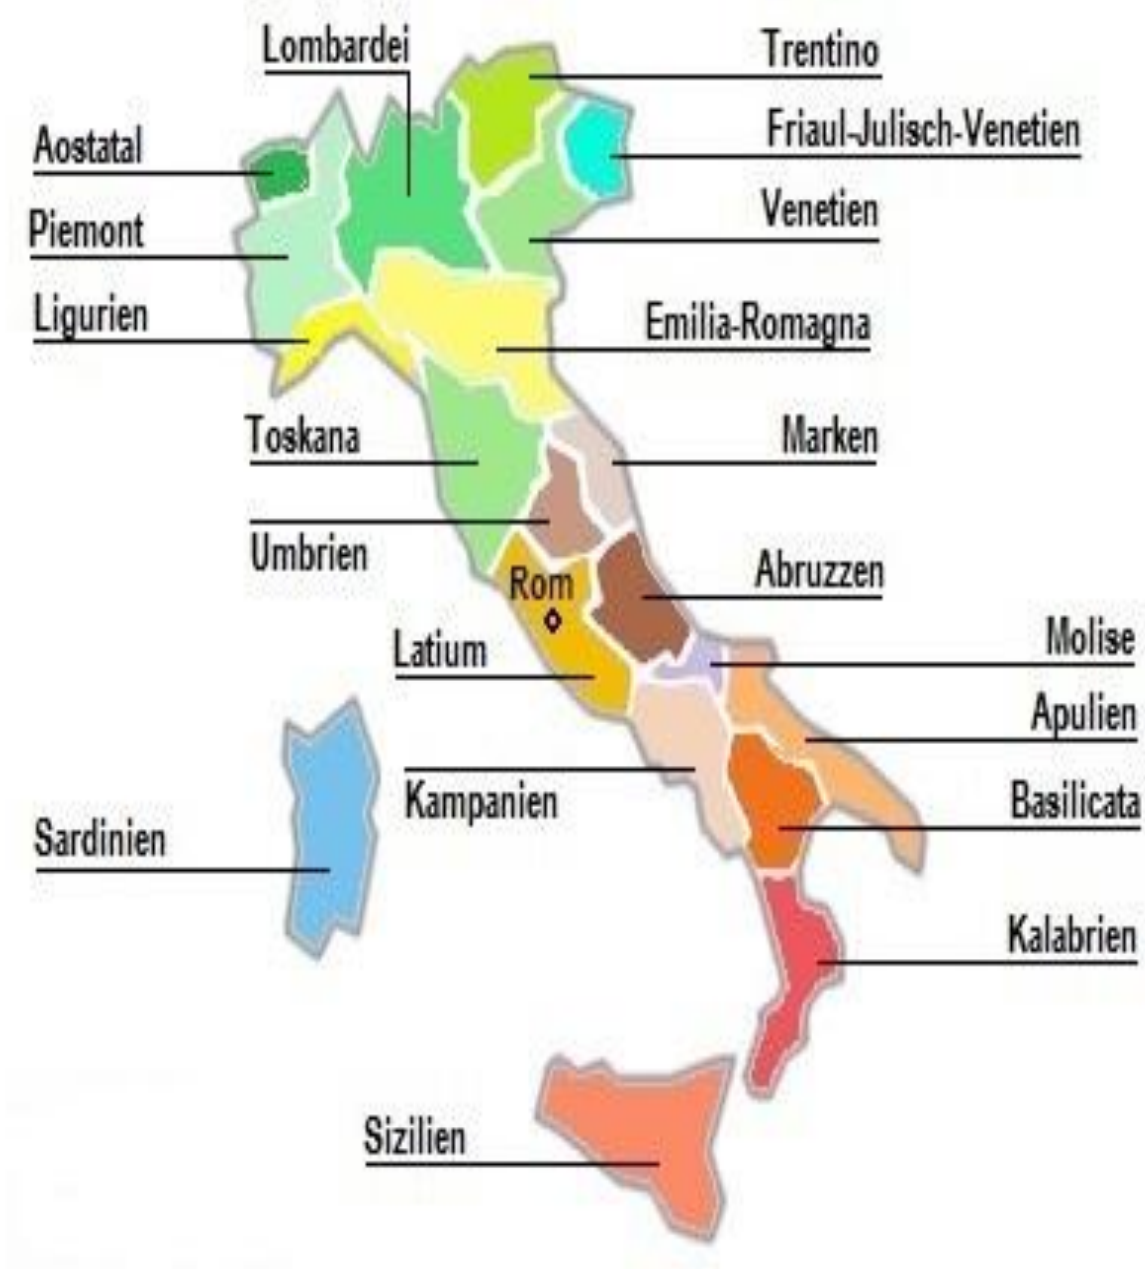 Lombardei
Trentino
Friaul-Julisch-Venetien
Aostatal
Venetien
Piemont
Ligurien
Emilia-Romagna
Toskana
Marken
Umbrien
Abruzzen
Rom
Molise
Latium
Apulien
Kampanien
Basilicata
Sardinien
Kalabrien
Sizilien